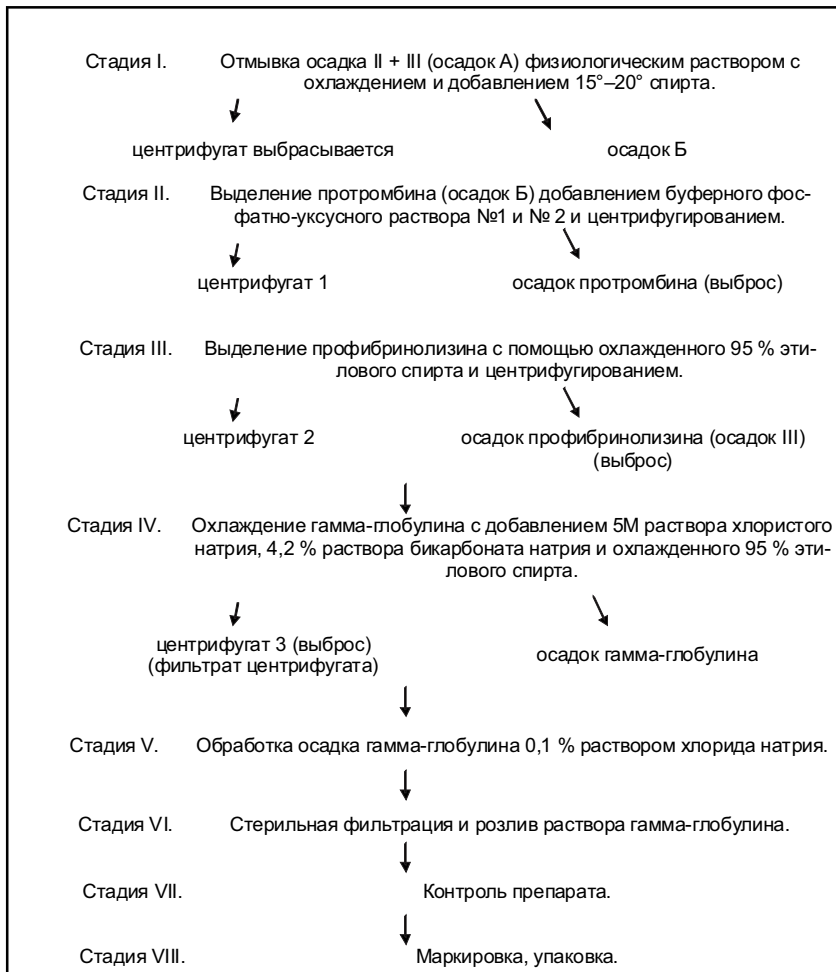 Стадия I. Отмывка осадка II + III (осадок А) физиологическим раствором с
охлаждением и добавлением 15°–20° спирта.
центрифугат выбрасывается осадок Б
Стадия II. Выделение протромбина (осадок Б) добавлением буферного фос-
фатно-уксусного раствора №1 и № 2 и центрифугированием.
центрифугат 1 осадок протромбина (выброс)
Стадия III. Выделение профибринолизина с помощью охлажденного 95 % эти-
лового спирта и центрифугированием.
центрифугат 2 осадок профибринолизина (осадок III)
(выброс)
Стадия IV. Охлаждение гамма-глобулина с добавлением 5М раствора хлористого
натрия, 4,2 % раствора бикарбоната натрия и охлажденного 95 % эти-
лового спирта.
центрифугат 3 (выброс) осадок гамма-глобулина
(фильтрат центрифугата)
Стадия V. Обработка осадка гамма-глобулина 0,1 % раствором хлорида натрия.
Стадия VI. Стерильная фильтрация и розлив раствора гамма-глобулина.
Стадия VII. Контроль препарата.
Стадия VIII. Маркировка, упаковка.